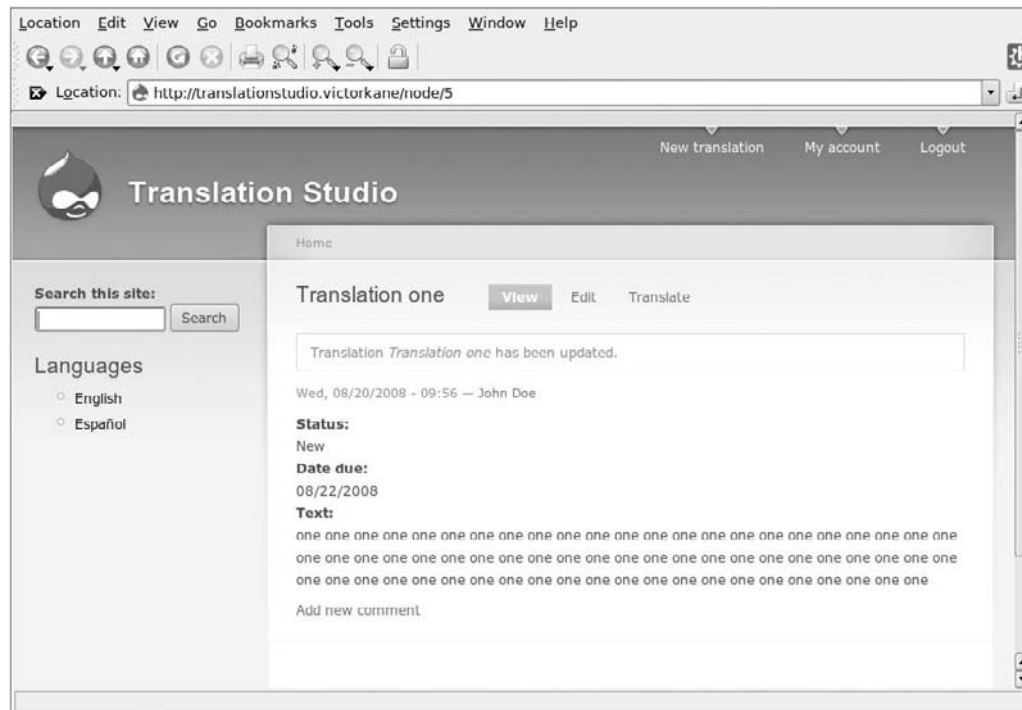 Location Edit View Go Bookmarks Tools Settings Window Help
Location: http://translationstudio.victorkane/node/5
New translation My account Logout
Translation Studio
Home
Search this site:
Search
Translation one View Edit Translate
Translation Translation one has been updated.
Languages
English
Español
Wed, 08/20/2008 - 09:56 — John Doe
Status:
New
Date due:
08/22/2008
Text:
one one one one one one one one one one one one one one one one one one one one one one one
one one one one one one one one one one one one one one one one one one one one one one one
one one one one one one one one one one one one one one one one one one one one one one
Add new comment